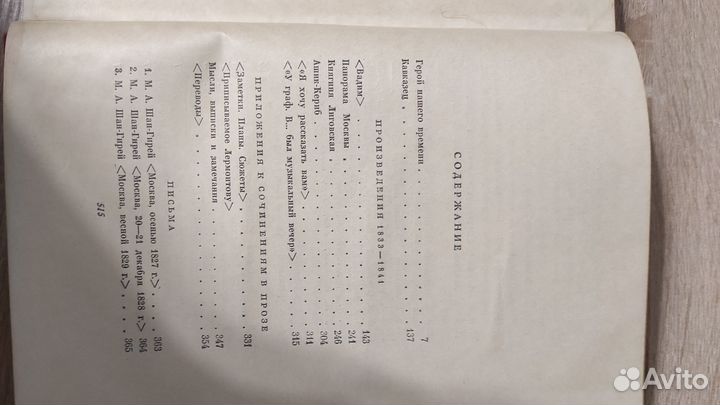 СОДЕРЖАНИЕ
Герой нашего времени . . . . . . . . . . . . 7
Кавказец . . . . . . . . . . . . . . . 137
ПРОИЗВЕДЕНИЯ 1833—1841
<Вадим> . . . . . . . . . . . . . . . 143
Панорама Москвы . . . . . . . . . . . . 241
Княгиня Лиговская . . . . . . . . . . . . 246
Ашик-Кериб . . . . . . . . . . . . . . 304
<«Я хочу рассказать вам»> . . . . . . . . . 311
<«У граф. В... был музыкальный вечер»> . . . . 315
ПРИЛОЖЕНИЯ К СОЧИНЕНИЯМ В ПРОЗЕ
<Заметки. Планы. Сюжеты> . . . . . . . . . 331
<Приписываемое Лермонтову>
Мысли, выписки и замечания . . . . . . . . 347
<Переводы> . . . . . . . . . . . . . . 354
ПИСЬМА
1. М. А. Шан-Гирей <Москва, осенью 1827 г.> . . . . 363
2. М. А. Шан-Гирей <Москва, 20—21 декабря 1828 г.> 364
3. М. А. Шан-Гирей <Москва, весной 1829 г.> . . . . 365
515
Avito